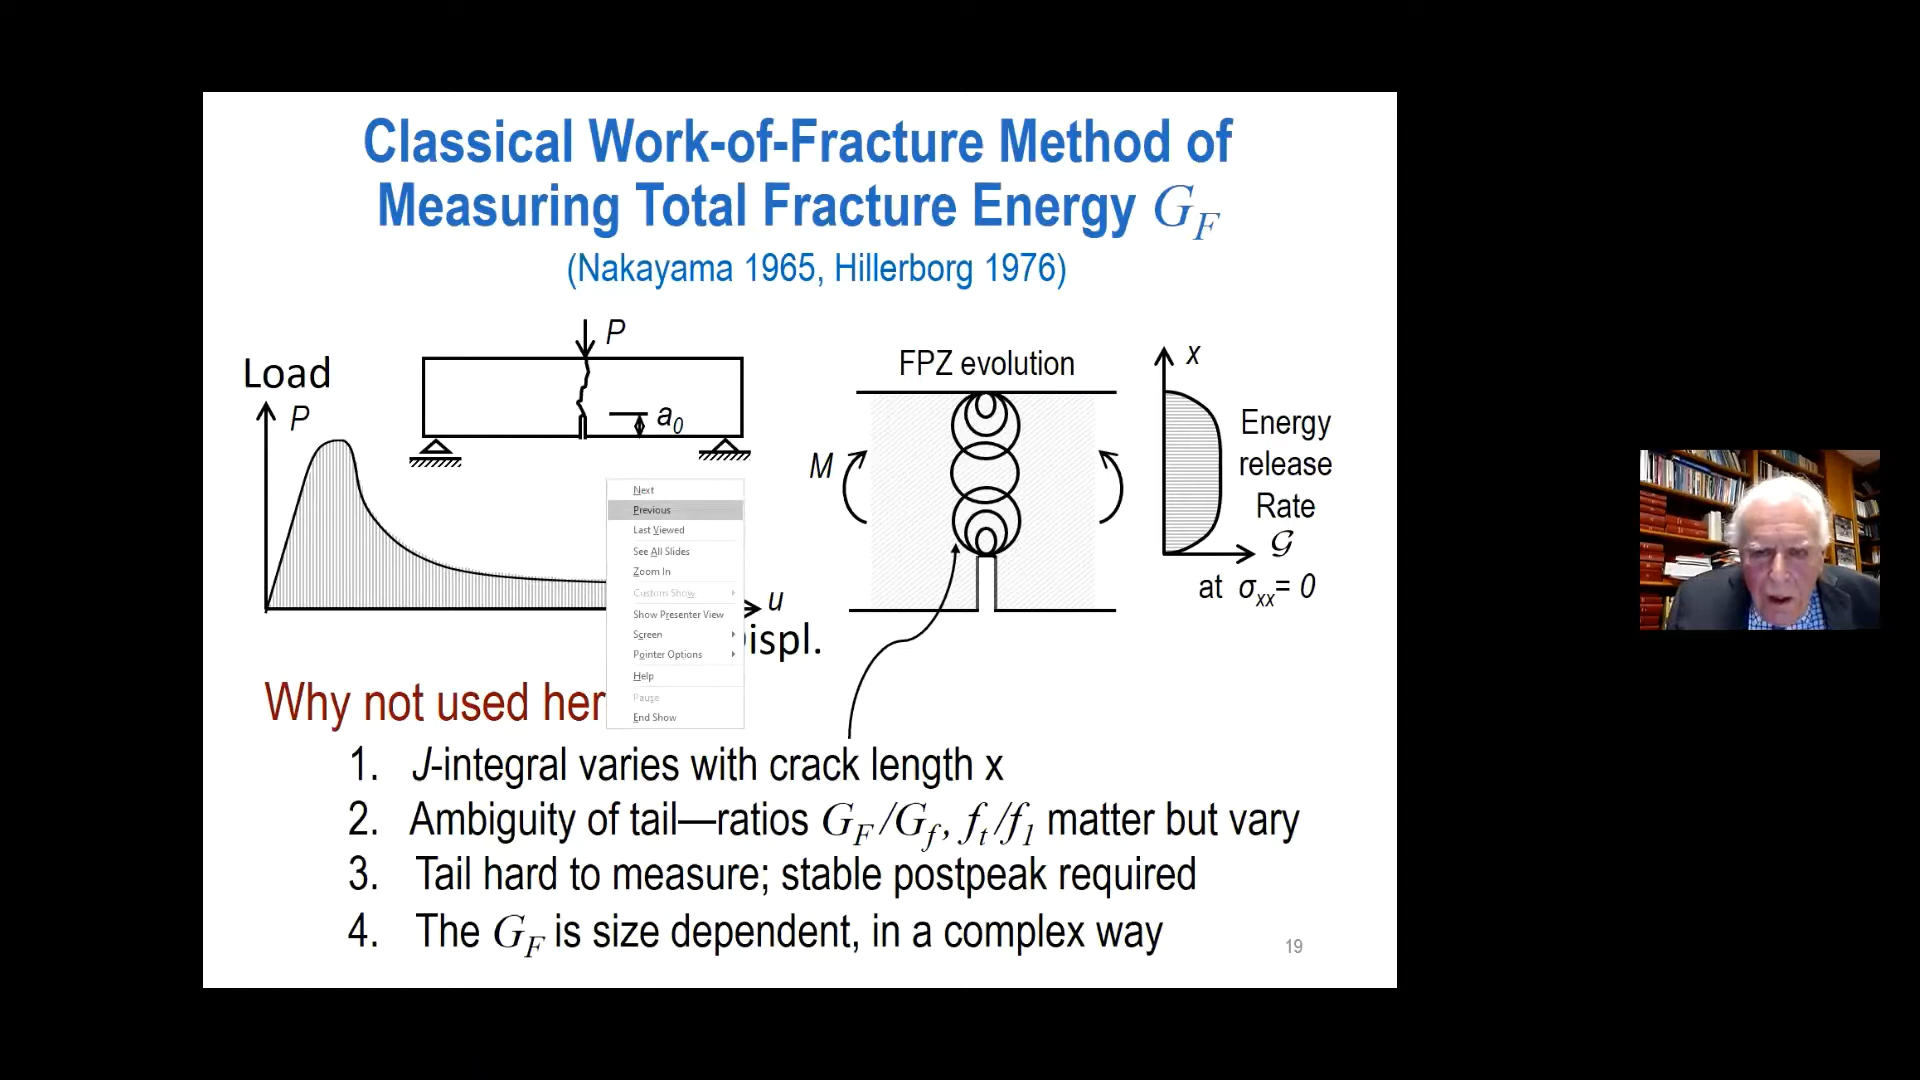 Classical Work-of-Fracture Method of
Measuring Total Fracture Energy G_F
(Nakayama 1965, Hillerborg 1976)
Load
P
P
a₀
u
ispl.
Next
Previous
Last Viewed
See All Slides
Zoom In
Custom Show
Show Presenter View
Screen
Pointer Options
Help
Pause
End Show
FPZ evolution
M
x
Energy
release
Rate
𝒢
at σ_xx= 0
Why not used her
1. J-integral varies with crack length x
2. Ambiguity of tail—ratios G_F/G_f, f_t/f_1 matter but vary
3. Tail hard to measure; stable postpeak required
4. The G_F is size dependent, in a complex way
19